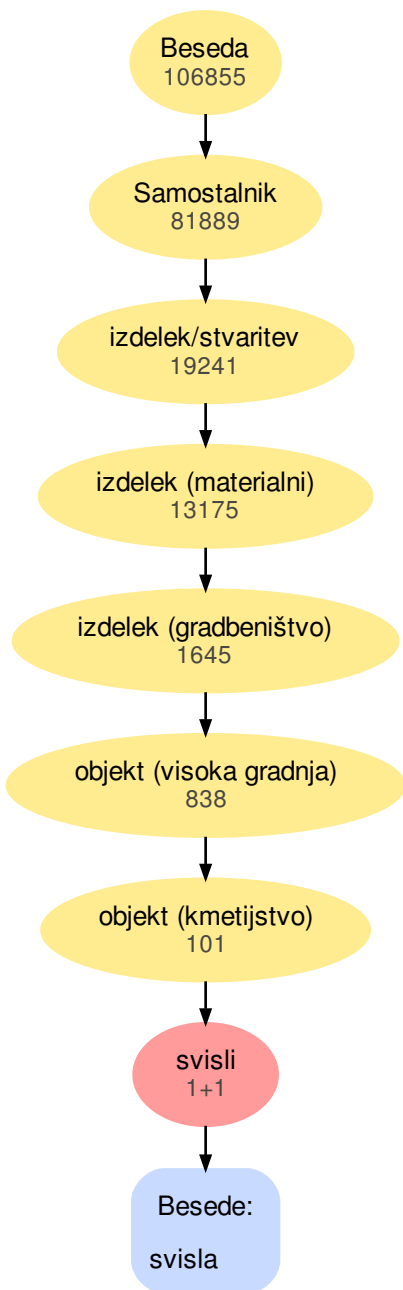 Beseda
106855
Samostalnik
81889
izdelek/stvaritev
19241
izdelek (materialni)
13175
izdelek (gradbeništvo)
1645
objekt (visoka gradnja)
838
objekt (kmetijstvo)
101
svisli
1+1
Besede:
svisla